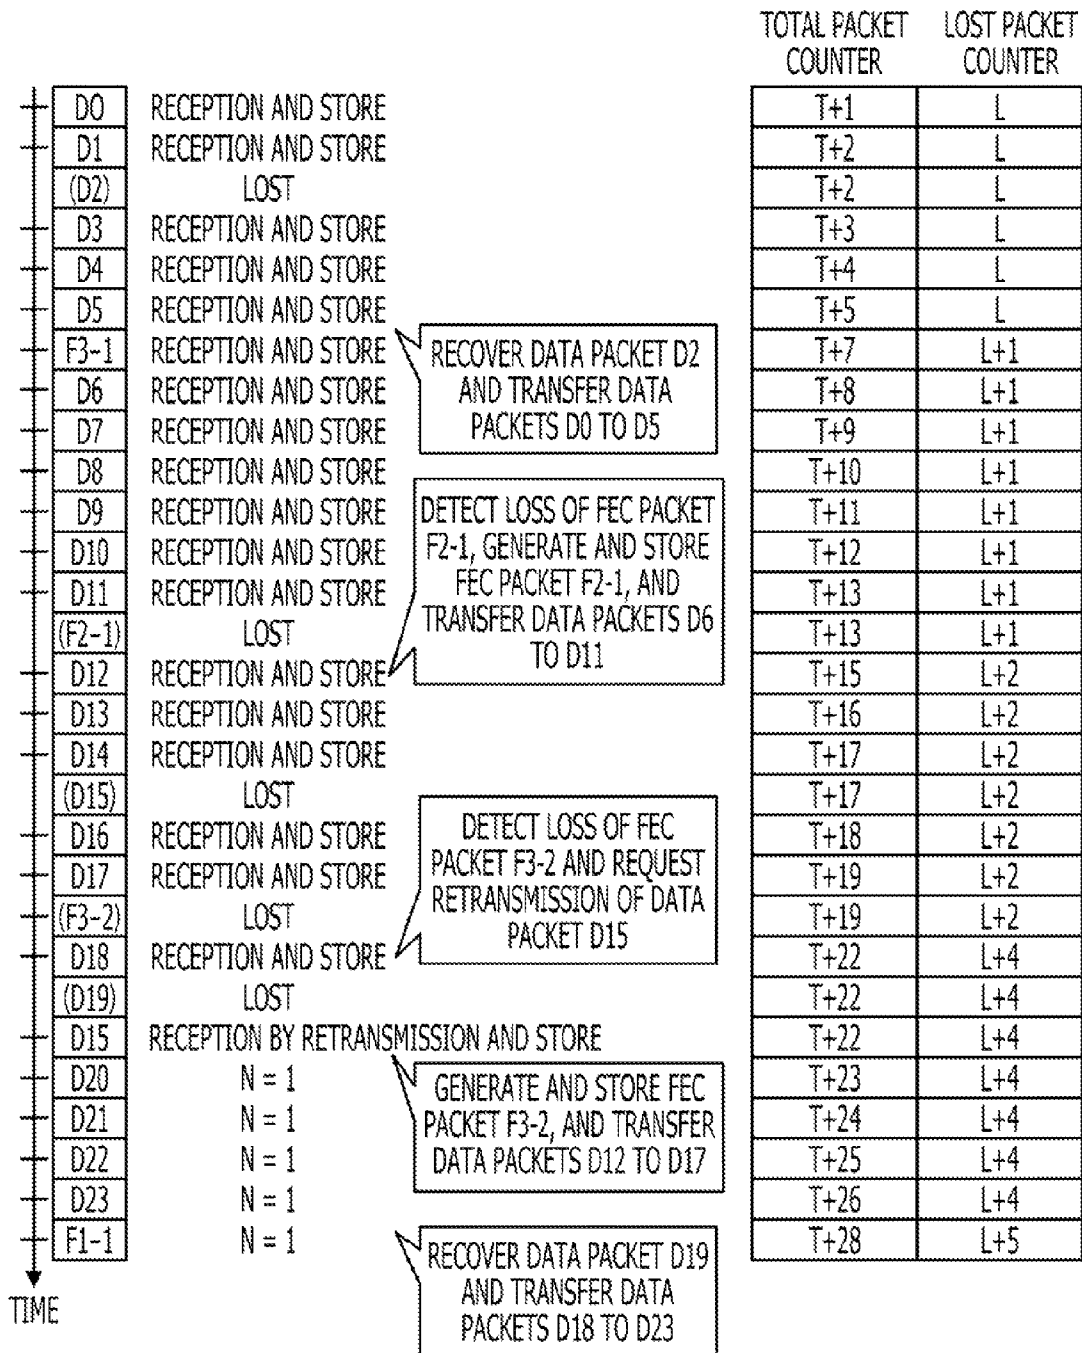 TOTAL PACKET COUNTER LOST PACKET COUNTER
D0 RECEPTION AND STORE T+1 L
D1 RECEPTION AND STORE T+2 L
(D2) LOST T+2 L
D3 RECEPTION AND STORE T+3 L
D4 RECEPTION AND STORE T+4 L
D5 RECEPTION AND STORE T+5 L
F3-1 RECEPTION AND STORE T+7 L+1
D6 RECEPTION AND STORE T+8 L+1
D7 RECEPTION AND STORE T+9 L+1
RECOVER DATA PACKET D2
AND TRANSFER DATA
PACKETS D0 TO D5
D8 RECEPTION AND STORE T+10 L+1
D9 RECEPTION AND STORE T+11 L+1
D10 RECEPTION AND STORE T+12 L+1
D11 RECEPTION AND STORE T+13 L+1
(F2-1) LOST T+13 L+1
D12 RECEPTION AND STORE T+15 L+2
DETECT LOSS OF FEC PACKET
F2-1, GENERATE AND STORE
FEC PACKET F2-1, AND
TRANSFER DATA PACKETS D6
TO D11
D13 RECEPTION AND STORE T+16 L+2
D14 RECEPTION AND STORE T+17 L+2
(D15) LOST T+17 L+2
D16 RECEPTION AND STORE T+18 L+2
D17 RECEPTION AND STORE T+19 L+2
(F3-2) LOST T+19 L+2
D18 RECEPTION AND STORE T+22 L+4
DETECT LOSS OF FEC
PACKET F3-2 AND REQUEST
RETRANSMISSION OF DATA
PACKET D15
(D19) LOST T+22 L+4
D15 RECEPTION BY RETRANSMISSION AND STORE T+22 L+4
D20 N = 1 T+23 L+4
D21 N = 1 T+24 L+4
D22 N = 1 T+25 L+4
D23 N = 1 T+26 L+4
GENERATE AND STORE FEC
PACKET F3-2, AND TRANSFER
DATA PACKETS D12 TO D17
F1-1 N = 1 T+28 L+5
RECOVER DATA PACKET D19
AND TRANSFER DATA
PACKETS D18 TO D23
TIME